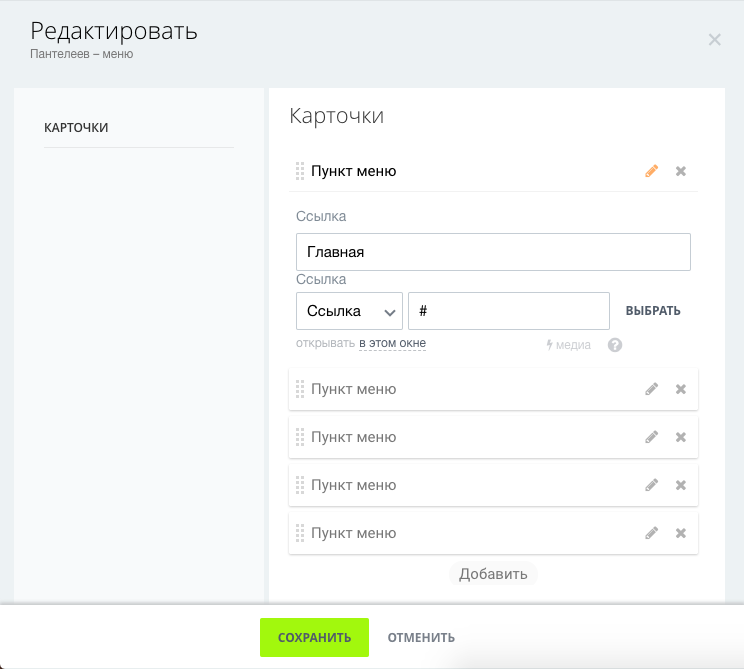 Редактировать
Пантелеев – меню
КАРТОЧКИ
Карточки
Пункт меню
Ссылка
Главная
Ссылка
Ссылка # ВЫБРАТЬ
открывать в этом окне медиа ?
Пункт меню
Пункт меню
Пункт меню
Пункт меню
Добавить
СОХРАНИТЬ ОТМЕНИТЬ